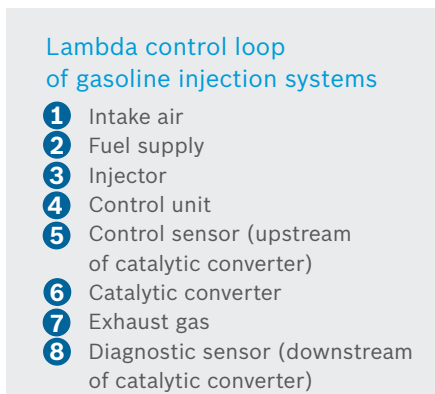 Lambda control loop
of gasoline injection systems
1 Intake air
2 Fuel supply
3 Injector
4 Control unit
5 Control sensor (upstream
of catalytic converter)
6 Catalytic converter
7 Exhaust gas
8 Diagnostic sensor (downstream
of catalytic converter)